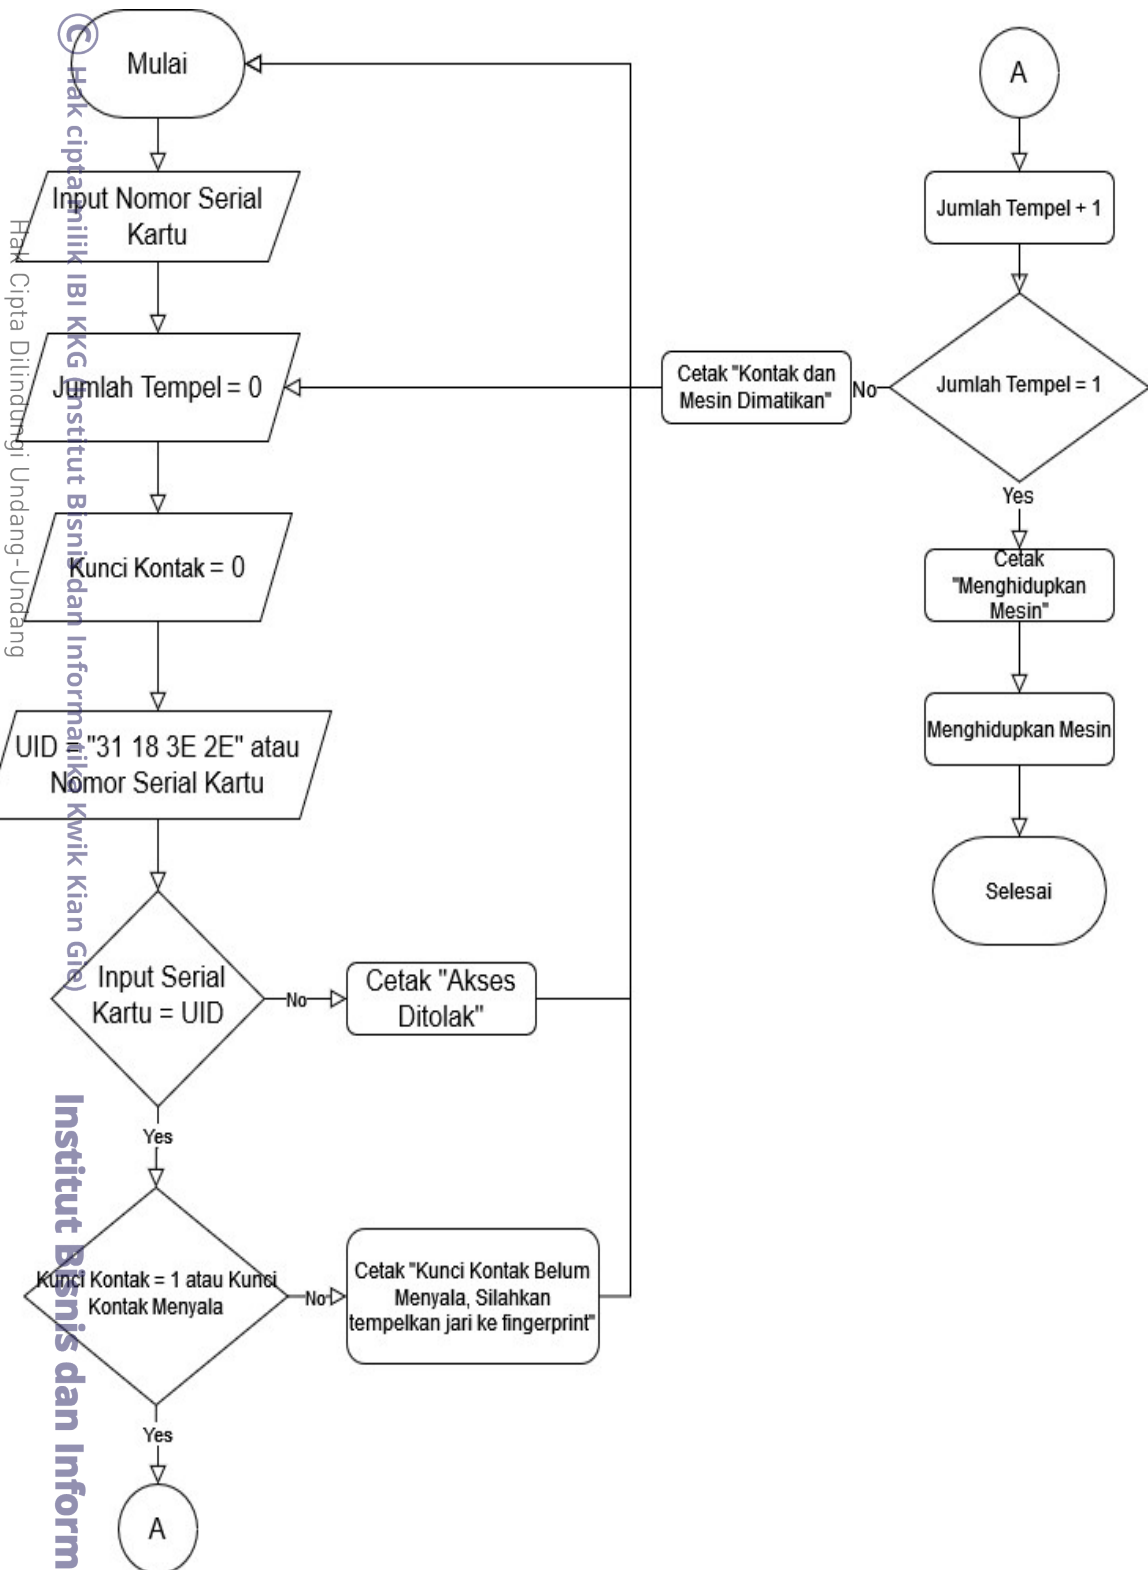 Mulai
Input Nomor Serial
Kartu
Jumlah Tempel = 0
Kunci Kontak = 0
UID = "31 18 3E 2E" atau
Nomor Serial Kartu
Input Serial
Kartu = UID
No
Cetak "Akses
Ditolak"
Yes
Kunci Kontak = 1 atau Kunci
Kontak Menyala
No
Cetak "Kunci Kontak Belum
Menyala, Silahkan
tempelkan jari ke fingerprint"
Yes
A
A
Jumlah Tempel + 1
Jumlah Tempel = 1
No
Cetak "Kontak dan
Mesin Dimatikan"
Yes
Cetak
"Menghidupkan
Mesin"
Menghidupkan Mesin
Selesai
© Hak cipta milik IBI KKG (Institut Bisnis dan Informatika Kwik Kian Gie)
Hak Cipta Dilindungi Undang-Undang
Institut Bisnis dan Inform